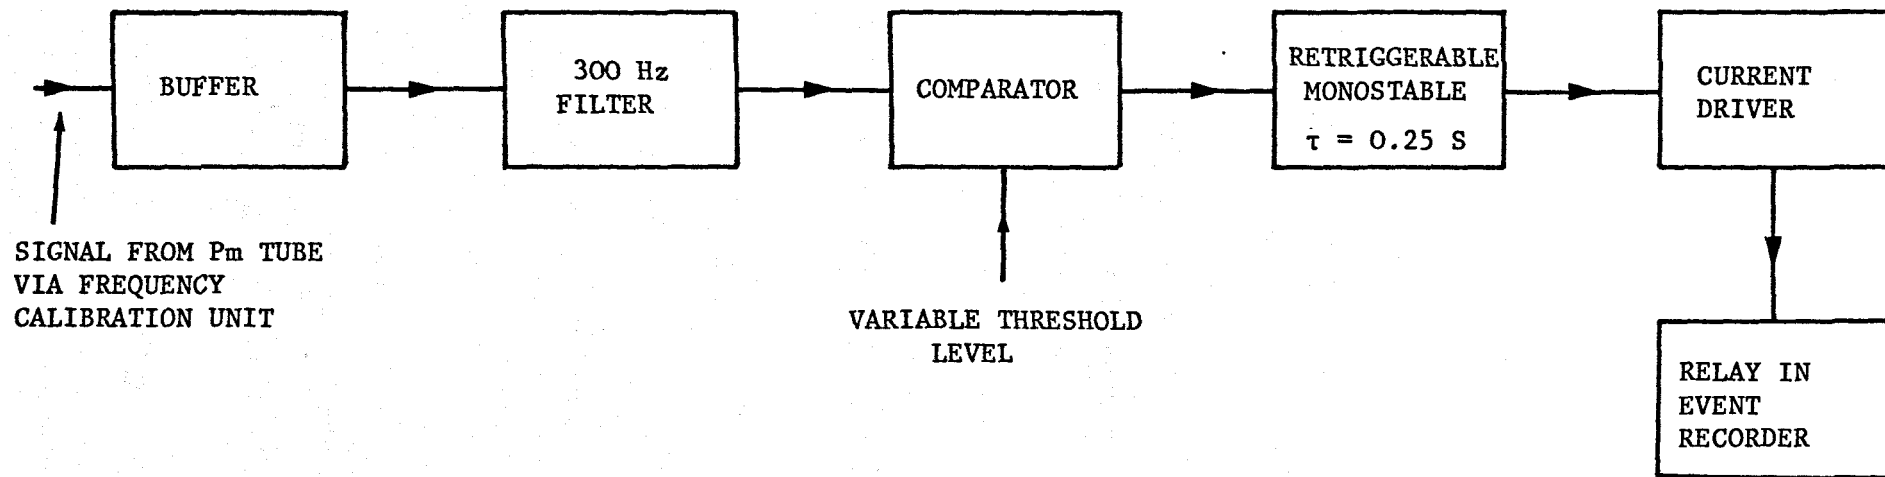 BUFFER
300 Hz
FILTER
COMPARATOR
RETRIGGERABLE
MONOSTABLE
τ = 0.25 S
CURRENT
DRIVER
SIGNAL FROM Pm TUBE
VIA FREQUENCY
CALIBRATION UNIT
VARIABLE THRESHOLD
LEVEL
RELAY IN
EVENT
RECORDER